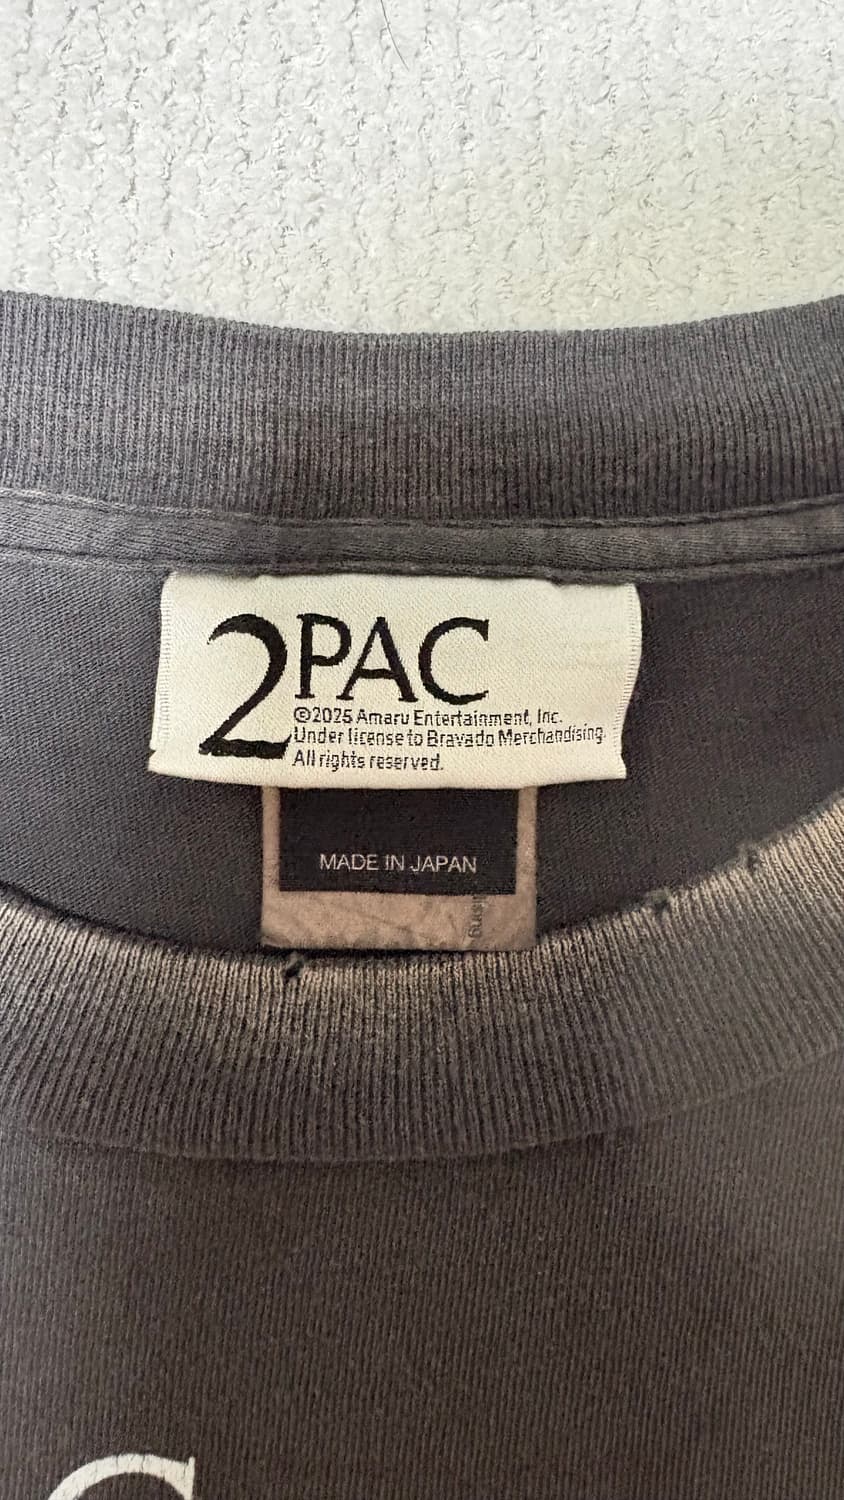 2PAC
©2025 Amaru Entertainment, Inc.
Under license to Bravado Merchandising.
All rights reserved.
MADE IN JAPAN